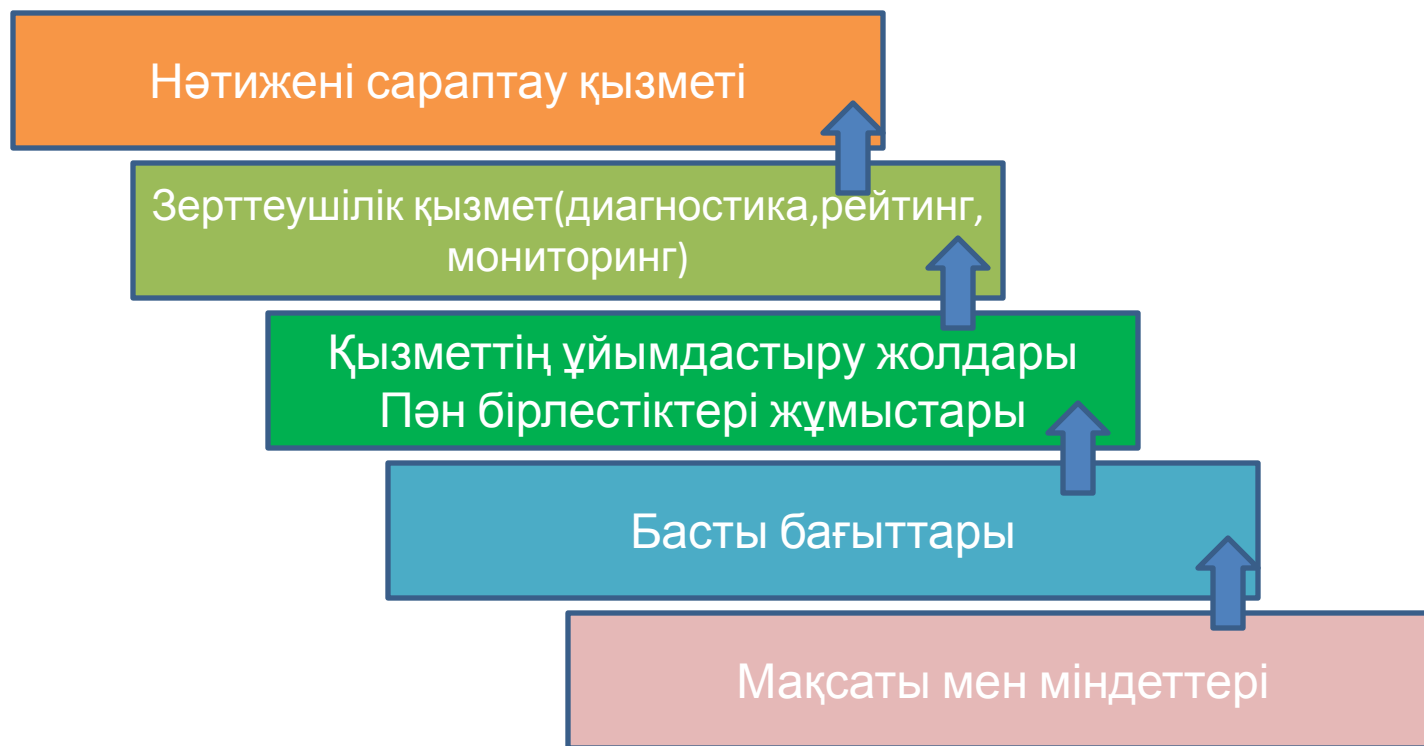 Нәтижені сараптау қызметі
Зерттеушілік қызмет(диагностика,рейтинг,
мониторинг)
Қызметтің ұйымдастыру жолдары
Пән бірлестіктері жұмыстары
Басты бағыттары
Мақсаты мен міндеттері